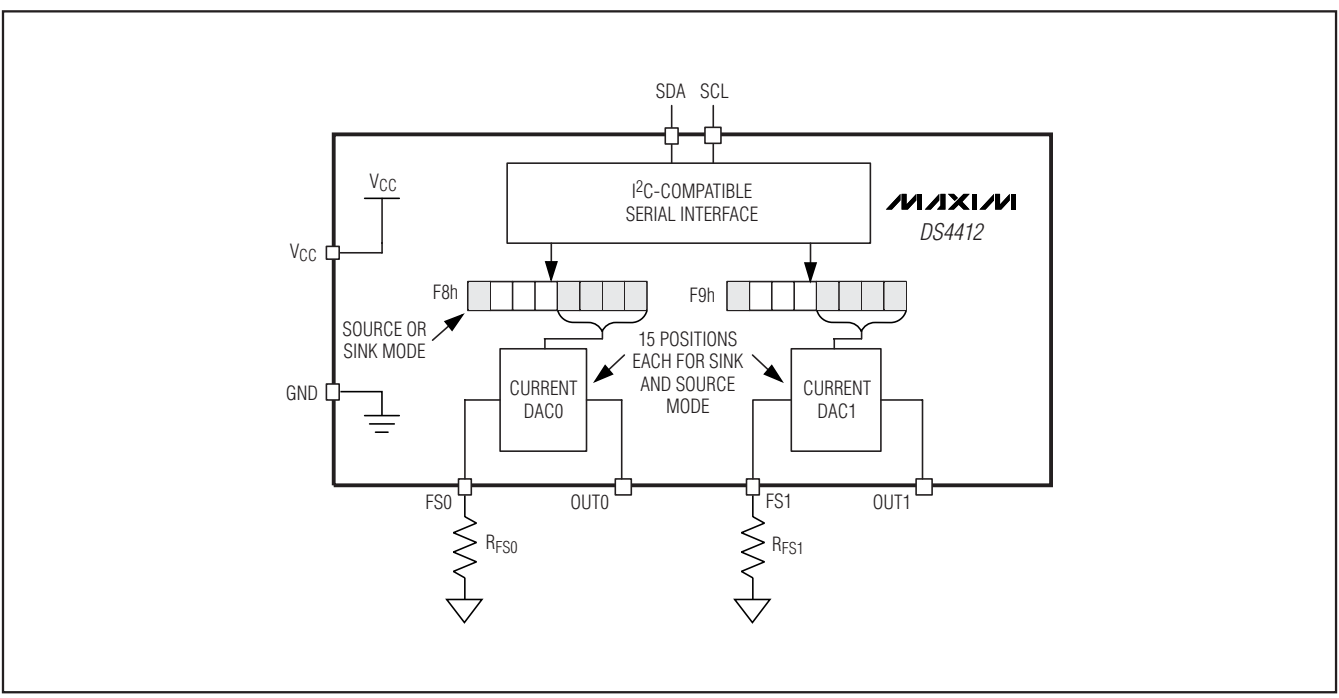 SDA SCL
I2C-COMPATIBLE
SERIAL INTERFACE
MAXIM
DS4412
VCC
VCC
F8h
F9h
SOURCE OR
SINK MODE
15 POSITIONS
EACH FOR SINK
AND SOURCE
MODE
GND
CURRENT
DAC0
CURRENT
DAC1
FS0
OUT0
FS1
OUT1
RFS0
RFS1